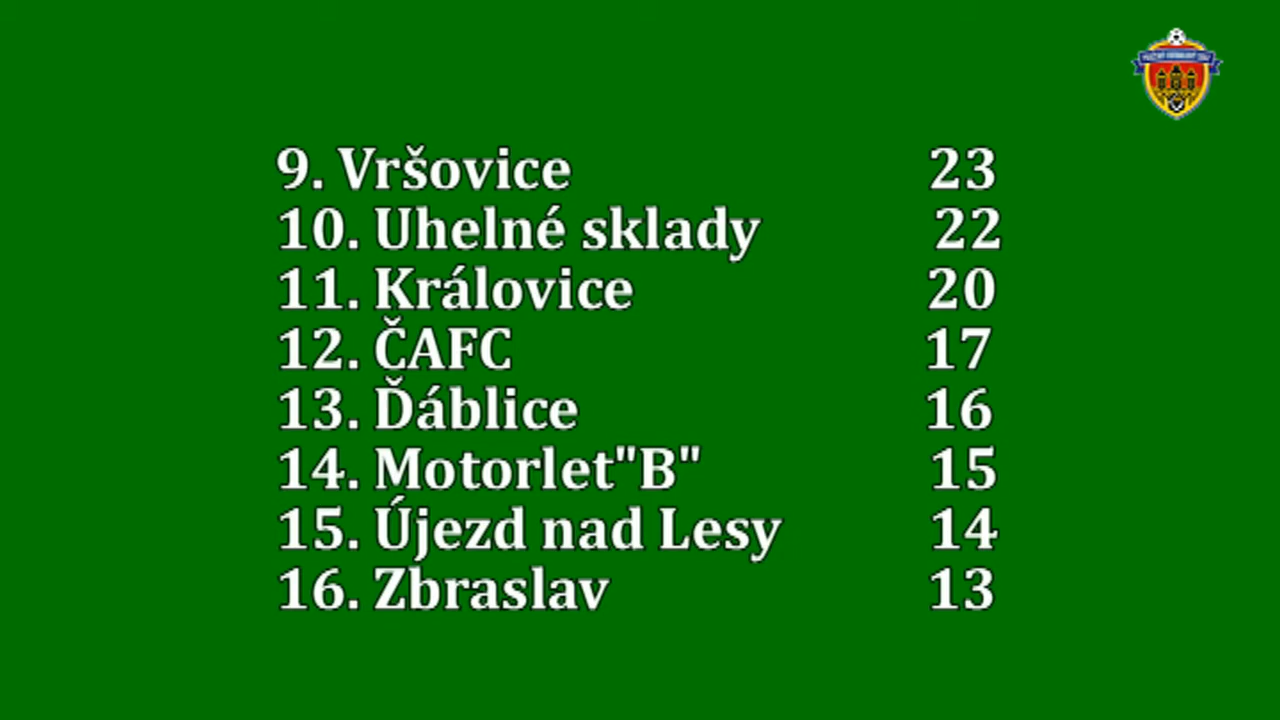 9. Vršovice 23
10. Uhelné sklady 22
11. Královice 20
12. ČAFC 17
13. Ďáblice 16
14. Motorlet"B" 15
15. Újezd nad Lesy 14
16. Zbraslav 13